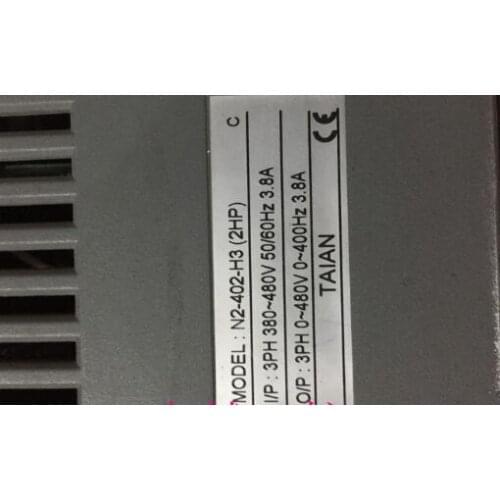 MODEL : N2-402-H3 (2HP) C
I/P : 3PH 380~480V 50/60Hz 3.8A
O/P : 3PH 0~480V 0~400Hz 3.8A
TAIAN CE